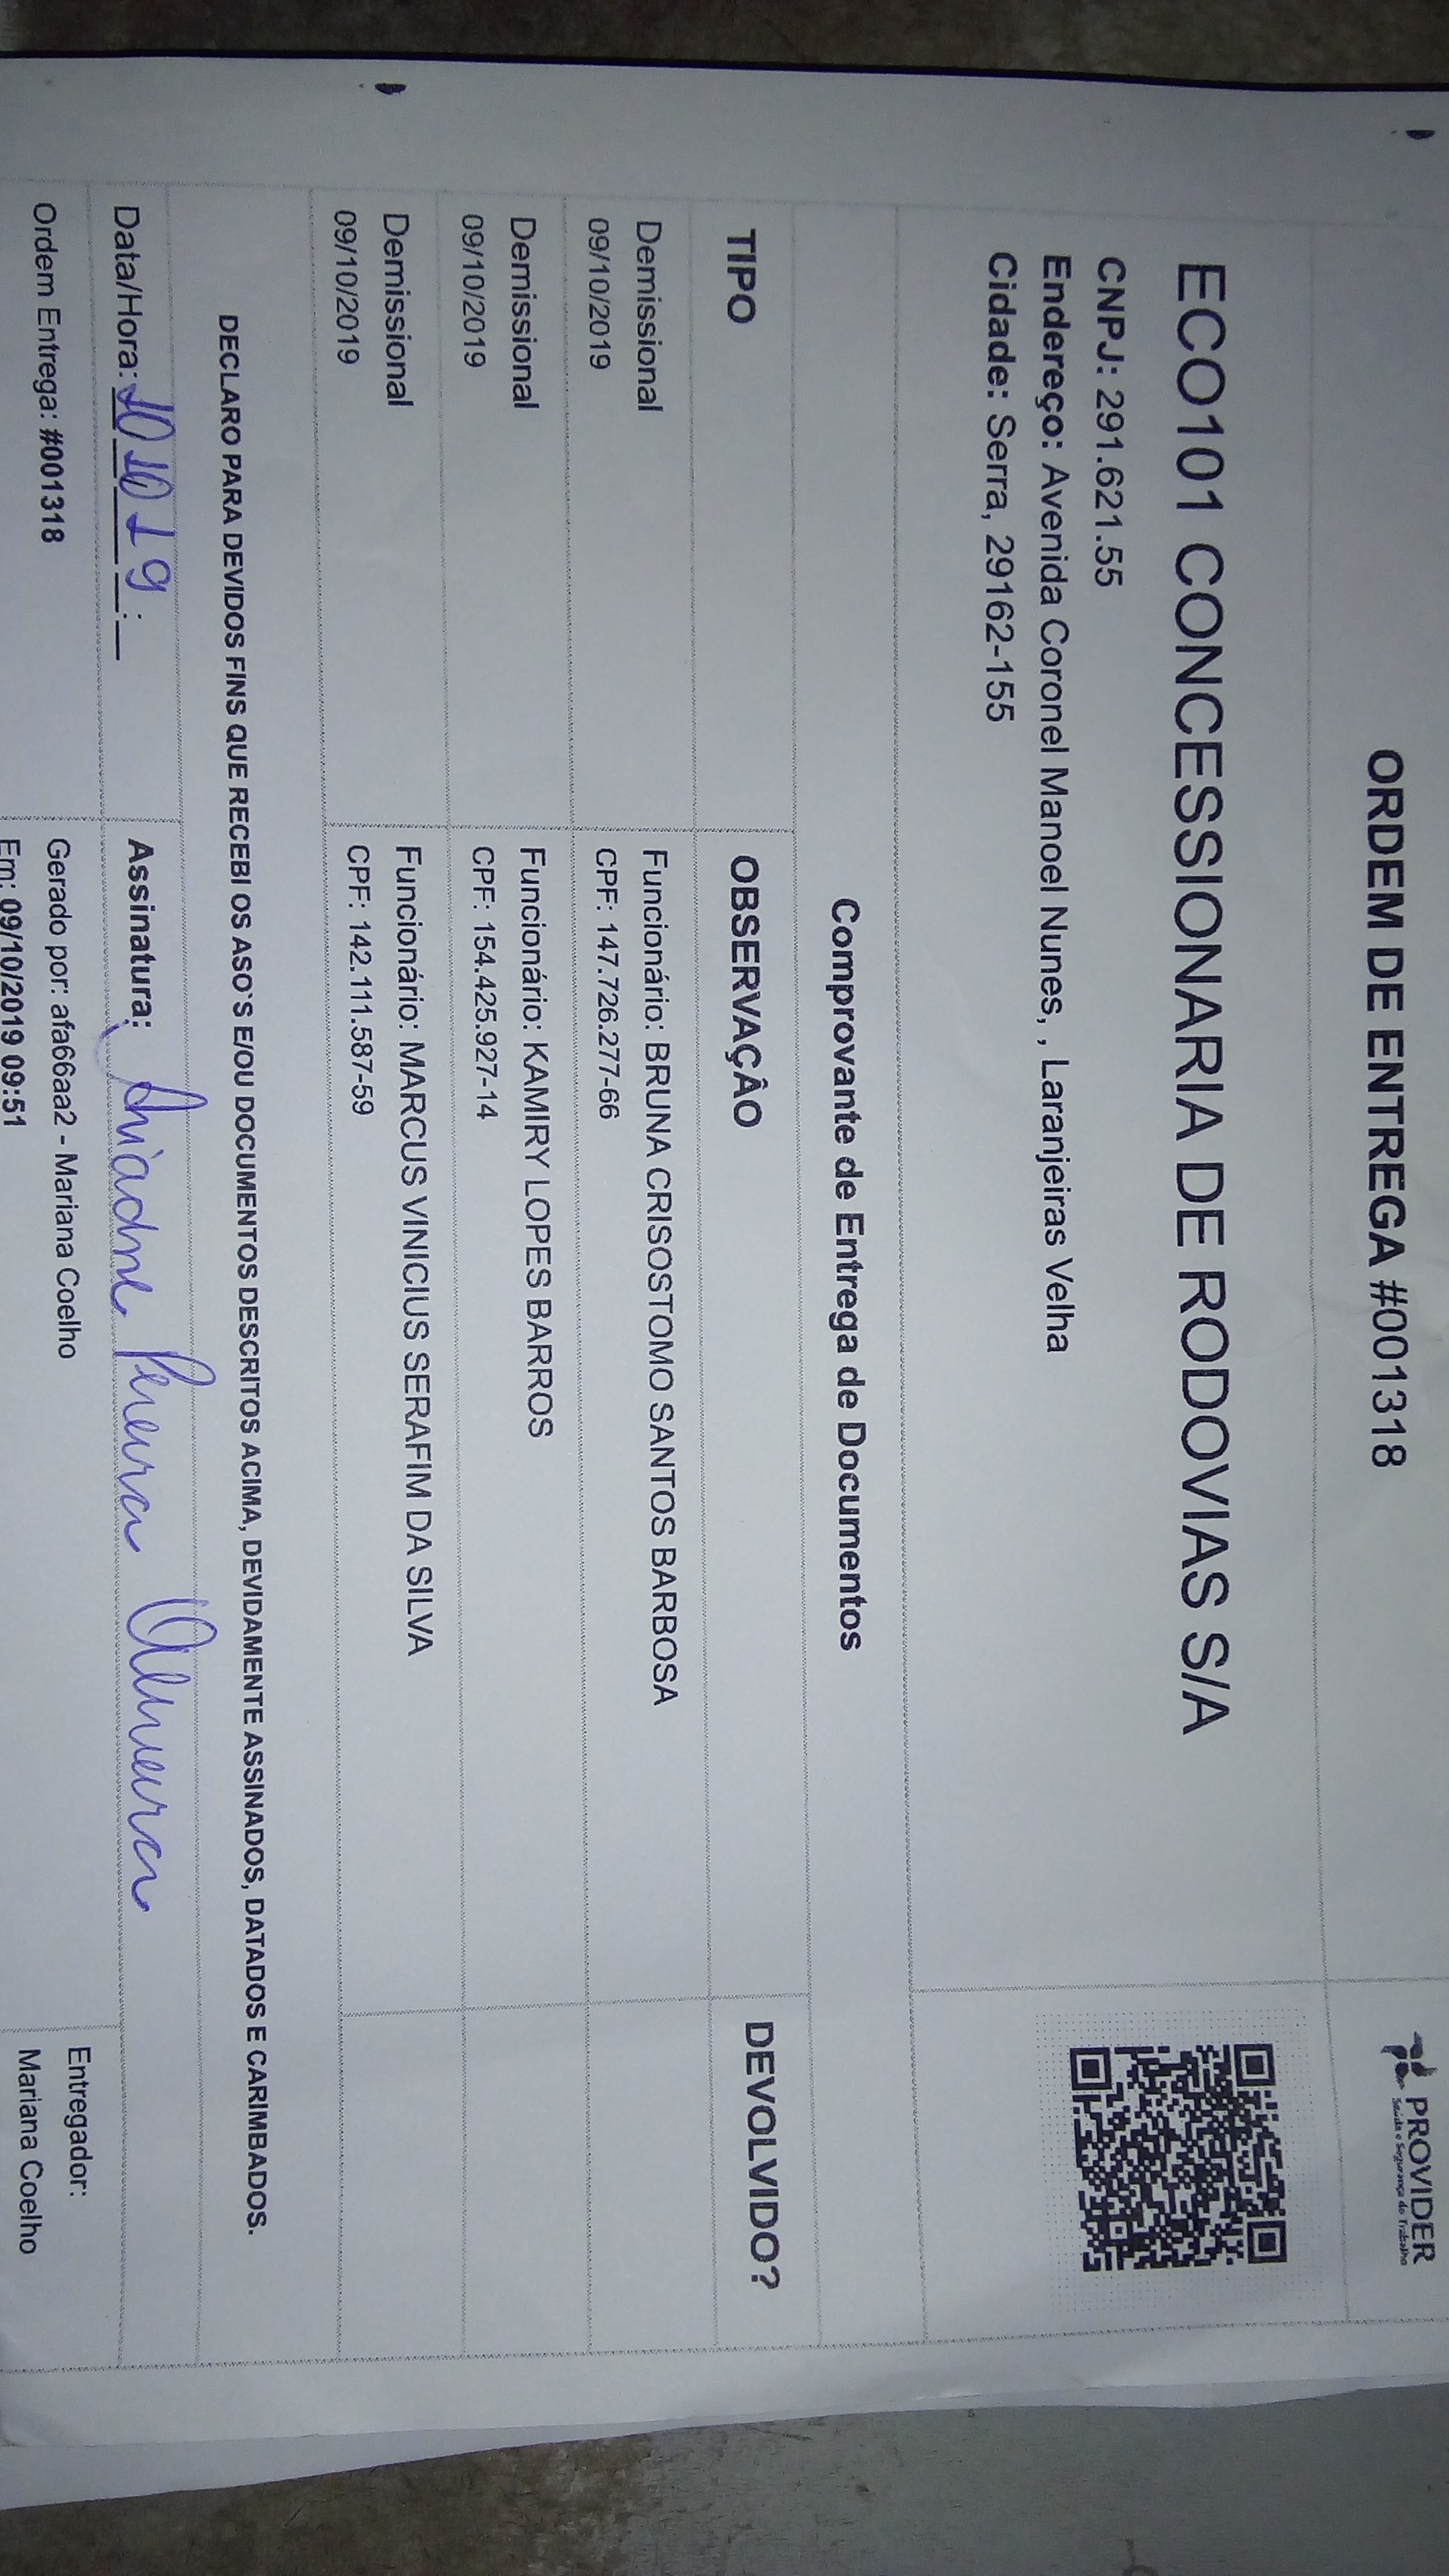 ORDEM DE ENTREGA #001318
PROVIDER
Saúde e Segurança do Trabalho
ECO101 CONCESSIONARIA DE RODOVIAS S/A
CNPJ: 291.621.55
Endereço: Avenida Coronel Manoel Nunes, , Laranjeiras Velha
Cidade: Serra, 29162-155
Comprovante de Entrega de Documentos
TIPO OBSERVAÇÃO DEVOLVIDO?
Demissional Funcionário: BRUNA CRISOSTOMO SANTOS BARBOSA
09/10/2019 CPF: 147.726.277-66
Demissional Funcionário: KAMIRY LOPES BARROS
09/10/2019 CPF: 154.425.927-14
Demissional Funcionário: MARCUS VINICIUS SERAFIM DA SILVA
09/10/2019 CPF: 142.111.587-59
DECLARO PARA DEVIDOS FINS QUE RECEBI OS ASO`S E/OU DOCUMENTOS DESCRITOS ACIMA, DEVIDAMENTE ASSINADOS, DATADOS E CARIMBADOS.
Data/Hora: 10 10 19 : Assinatura: Ariadne Pereira Oliveira
Ordem Entrega: #001318 Gerado por: afa66aa2 - Mariana Coelho Entregador:
Em: 09/10/2019 09:51 Mariana Coelho